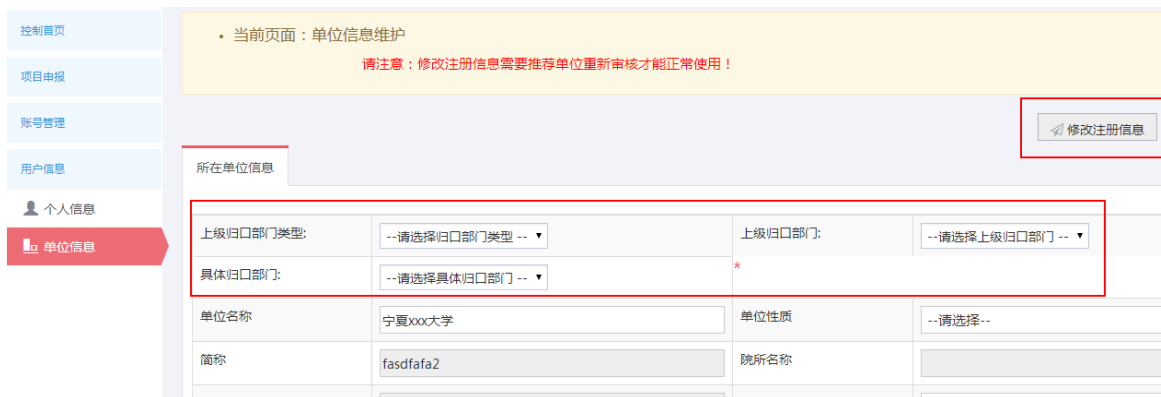 控制首页
项目申报
账号管理
用户信息
个人信息
单位信息
• 当前页面：单位信息维护
请注意：修改注册信息需要推荐单位重新审核才能正常使用！
修改注册信息
所在单位信息
上级归口部门类型: --请选择归口部门类型 -- 上级归口部门: --请选择上级归口部门 --
具体归口部门: --请选择具体归口部门 -- *
单位名称 宁夏xxx大学 单位性质 --请选择--
简称 fasdfafa2 院所名称